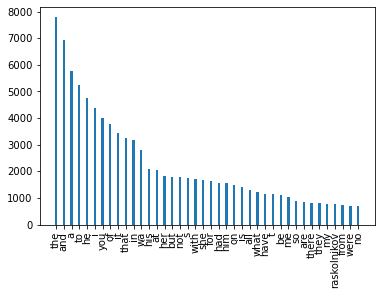 8000
7000
6000
5000
4000
3000
2000
1000
0
the
and
a
to
he
i
you
of
it
that
in
wa
his
at
her
but
not
s
with
she
for
had
him
on
is
all
what
have
t
be
me
so
are
there
they
my
raskolnikov
from
were
no